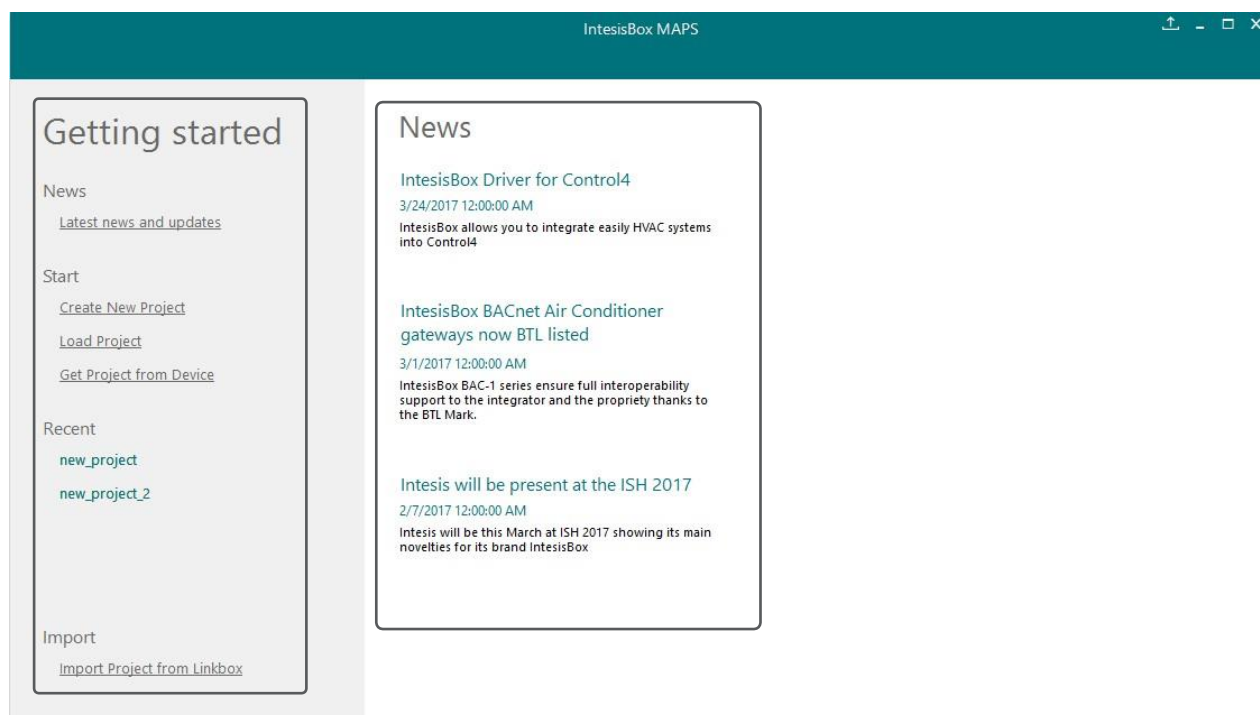 IntesisBox MAPS
Getting started
News
Latest news and updates
Start
Create New Project
Load Project
Get Project from Device
Recent
new_project
new_project_2
Import
Import Project from Linkbox
News
IntesisBox Driver for Control4
3/24/2017 12:00:00 AM
IntesisBox allows you to integrate easily HVAC systems
into Control4
IntesisBox BACnet Air Conditioner
gateways now BTL listed
3/1/2017 12:00:00 AM
IntesisBox BAC-1 series ensure full interoperability
support to the integrator and the propriety thanks to
the BTL Mark.
Intesis will be present at the ISH 2017
2/7/2017 12:00:00 AM
Intesis will be this March at ISH 2017 showing its main
novelties for its brand IntesisBox